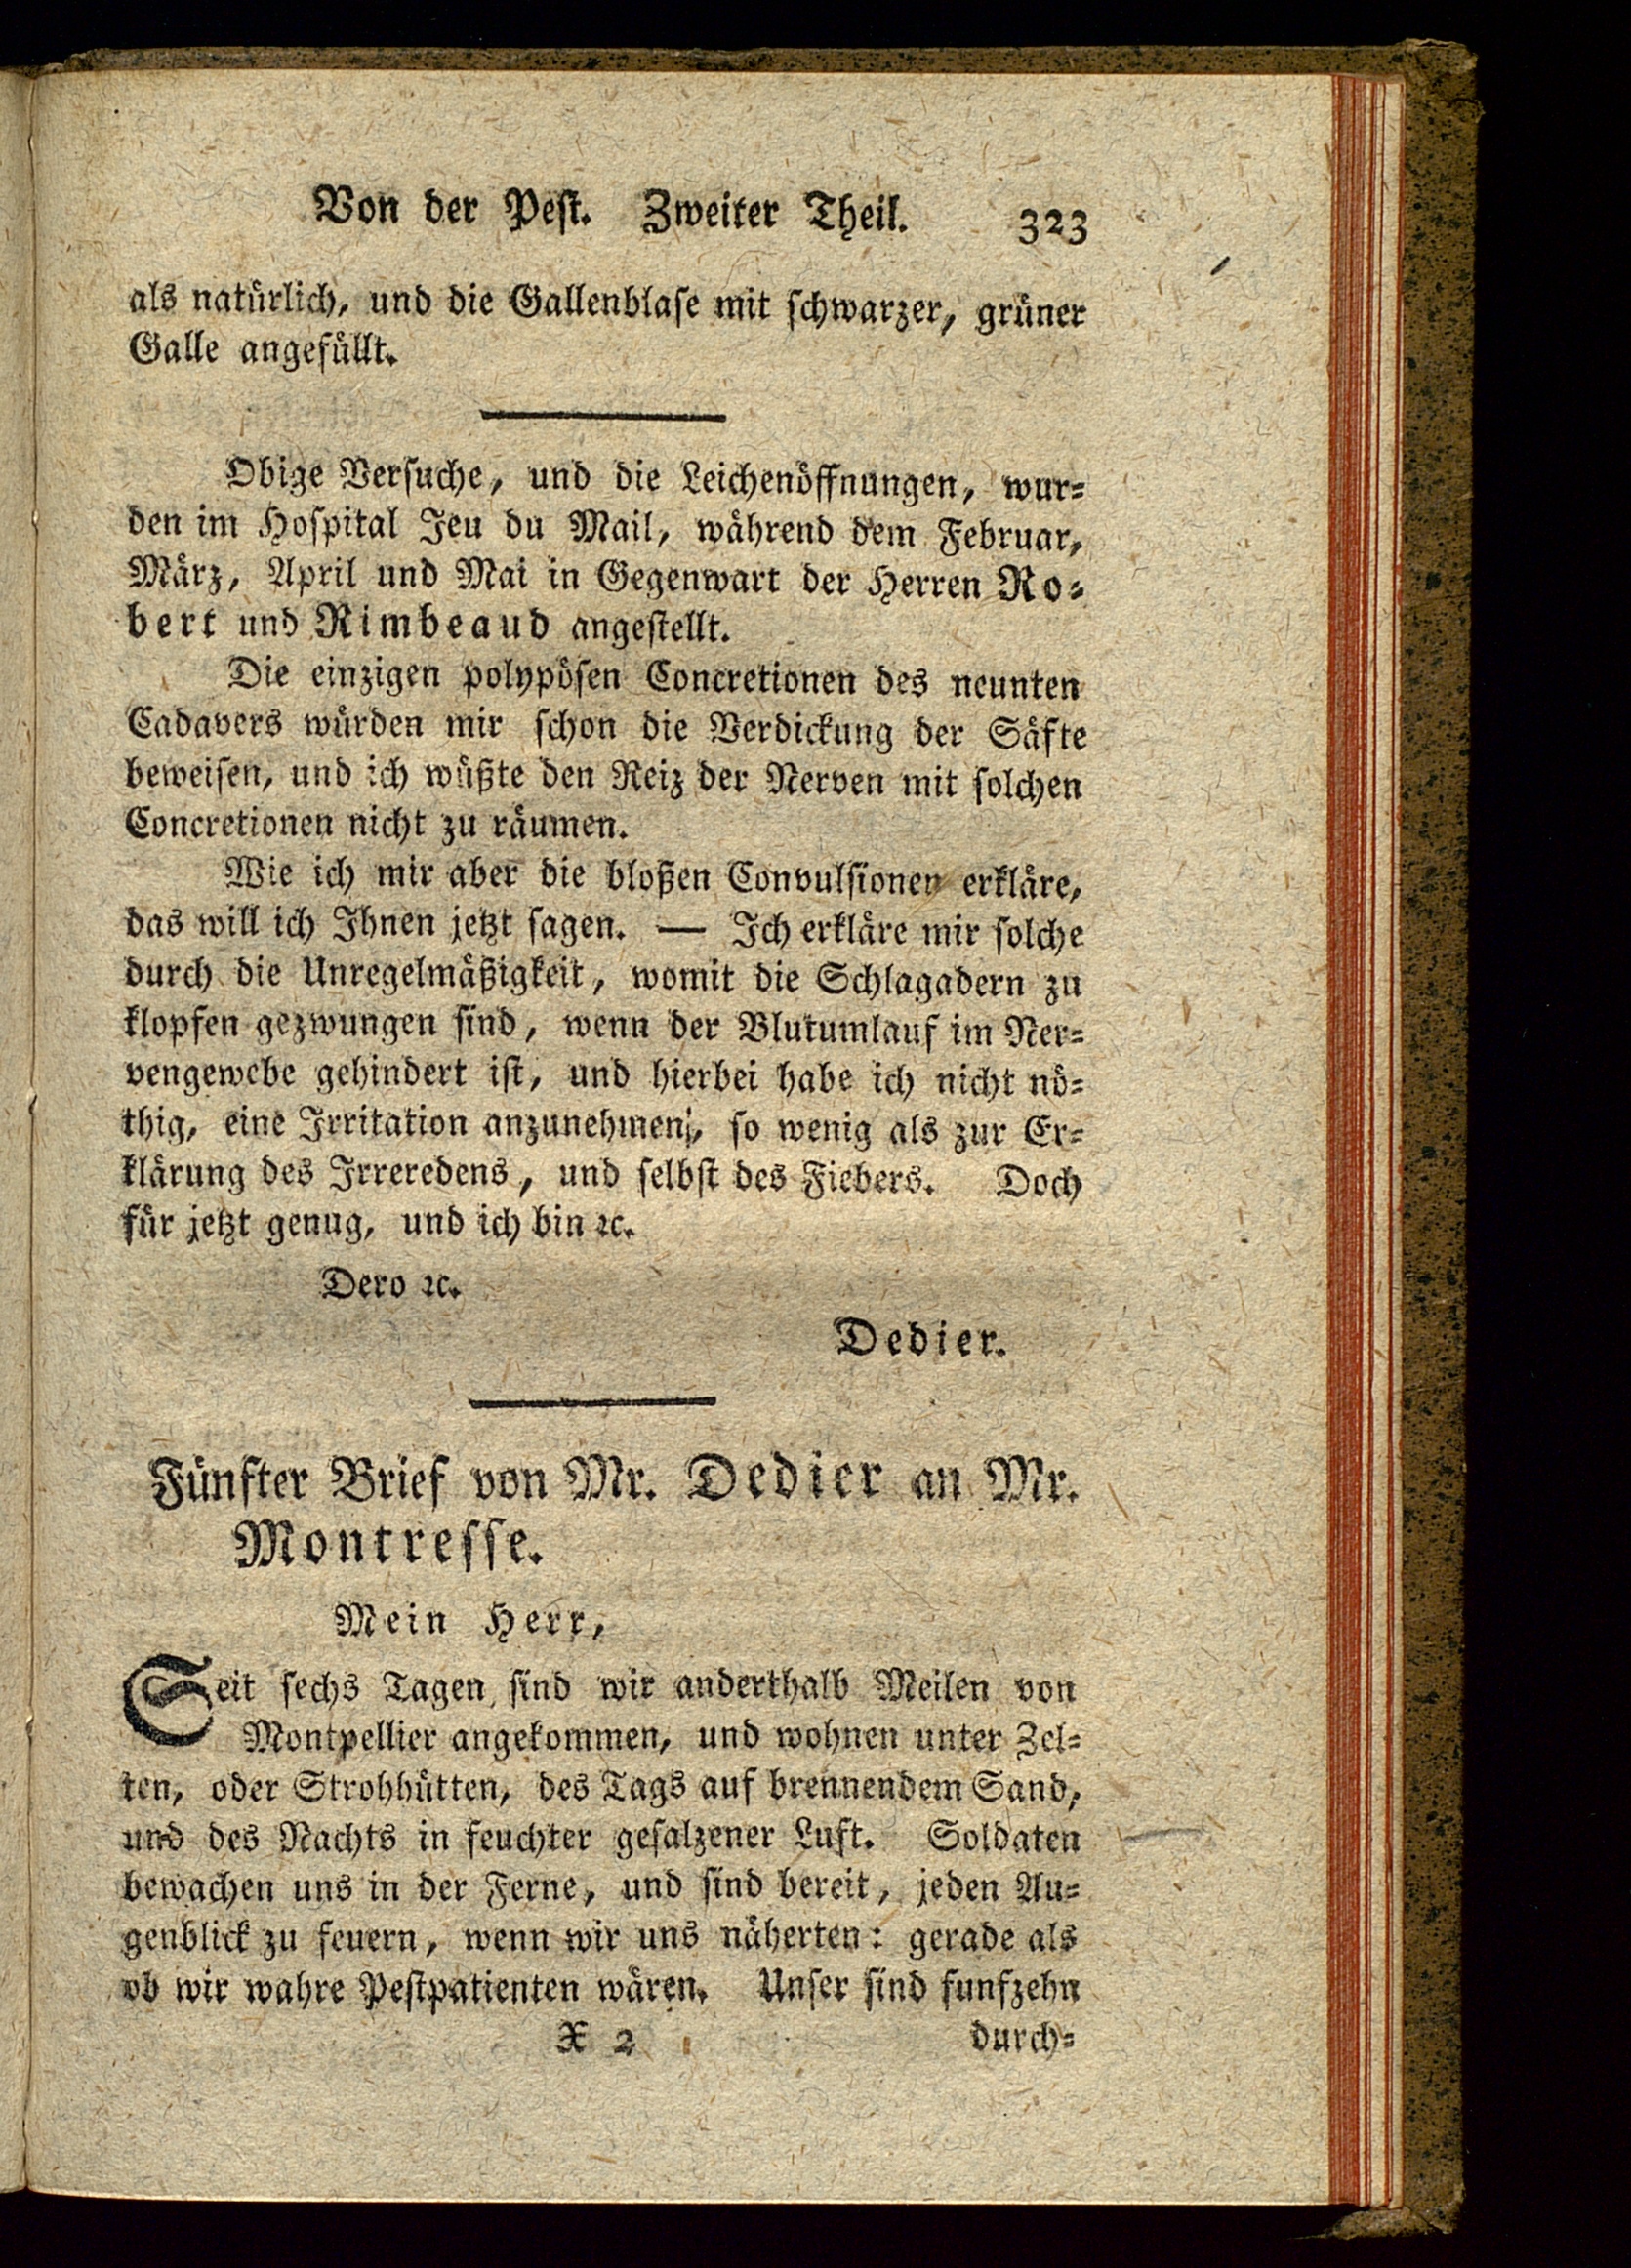 Von der Pest. Zweiter Theil. 323
als natürlich, und die Gallenblase mit schwarzer, grüner
Galle angefüllt.
Obige Versuche, und die Leichenöffnungen, wur=
den im Hospital Jeu du Mail, während dem Februar,
März, April und Mai in Gegenwart der Herren Ro=
bert und Rimbeaud angestellt.
Die einzigen polypösen Concretionen des neunten
Cadavers würden mir schon die Verdickung der Säfte
beweisen, und ich wüßte den Reiz der Nerven mit solchen
Concretionen nicht zu räumen.
Wie ich mir aber die bloßen Convulsionen erkläre,
das will ich Ihnen jetzt sagen. — Ich erkläre mir solche
durch die Unregelmäßigkeit, womit die Schlagadern zu
klopfen gezwungen sind, wenn der Blutumlauf im Ner=
vengewebe gehindert ist, und hierbei habe ich nicht nö=
thig, eine Irritation anzunehmen, so wenig als zur Er=
klärung des Irreredens, und selbst des Fiebers. Doch
für jetzt genug, und ich bin ꝛc.
Dero ꝛc.
Dedier.
Fünfter Brief von Mr. Dedier an Mr.
Montresse.
Mein Herr,
Seit sechs Tagen sind wir anderthalb Meilen von
Montpellier angekommen, und wohnen unter Zel=
ten, oder Strohhütten, des Tags auf brennendem Sand,
und des Nachts in feuchter gesalzener Luft. Soldaten
bewachen uns in der Ferne, und sind bereit, jeden Au=
genblick zu feuern, wenn wir uns näherten: gerade als
ob wir wahre Pestpatienten wären. Unser sind funfzehn
X 2 durch=